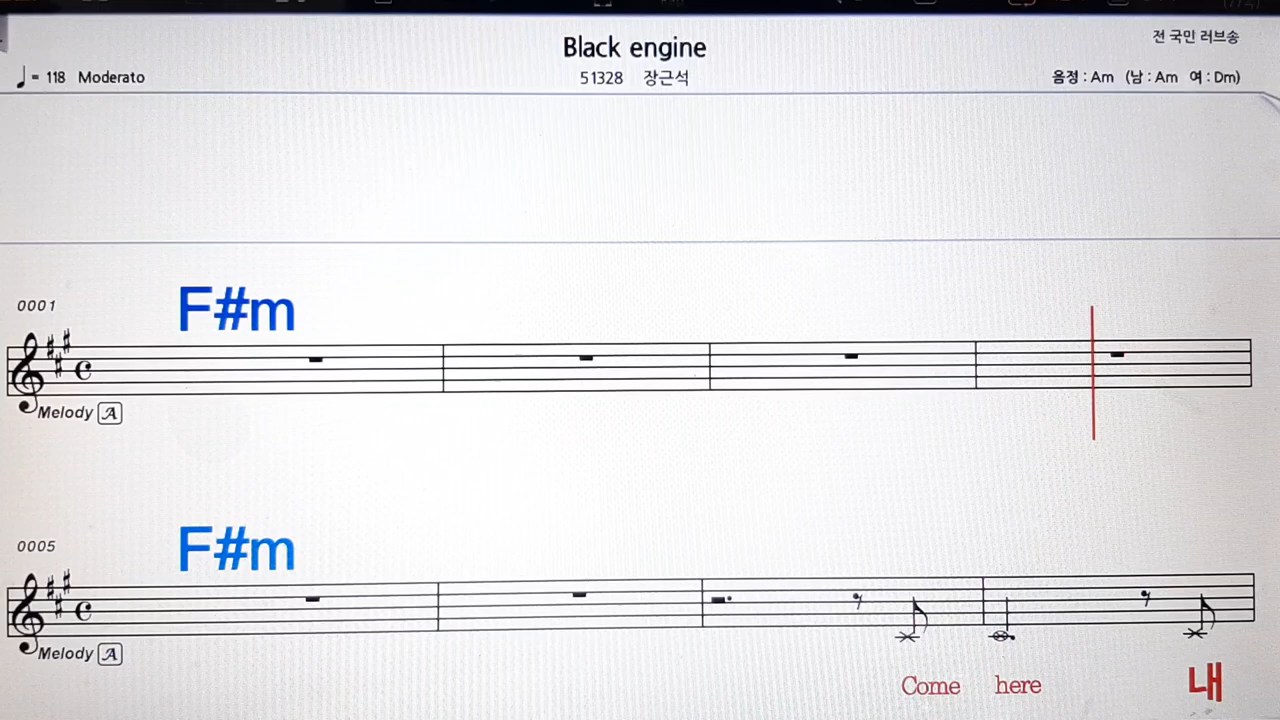 Black engine
전 국민 러브송
♩= 118 Moderato
51328 장근석
음정 : Am (남 : Am 여 : Dm)
0001
F#m
Melody A
0005
F#m
Melody A
Come here 내